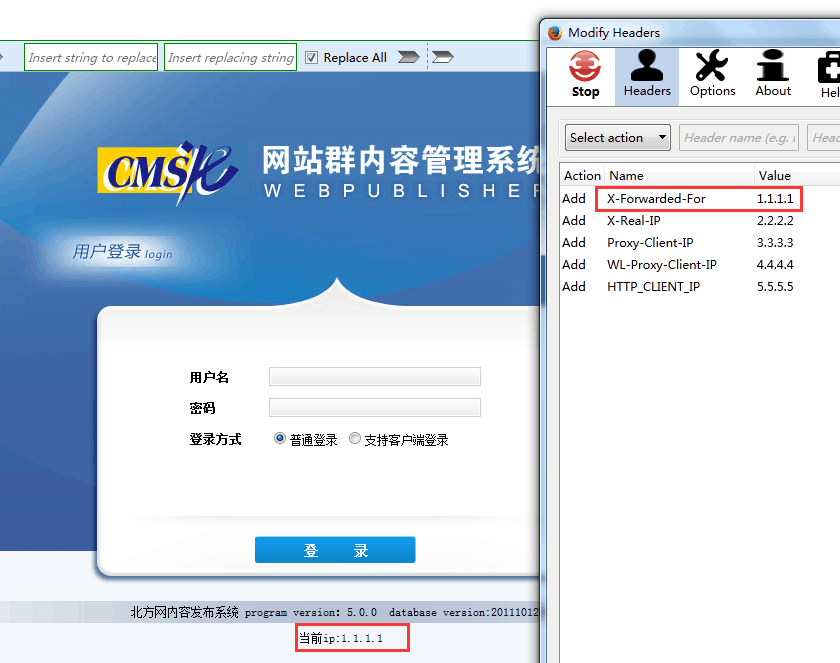 Modify Headers
Insert string to replace
Insert replacing string
Replace All
Stop
Headers
Options
About
Hel
Select action
Header name (e.g. i
Head
Action Name Value
Add X-Forwarded-For 1.1.1.1
Add X-Real-IP 2.2.2.2
Add Proxy-Client-IP 3.3.3.3
Add WL-Proxy-Client-IP 4.4.4.4
Add HTTP_CLIENT_IP 5.5.5.5
CMS
网站群内容管理系统
WEBPUBLISHER
用户登录 login
用户名
密码
登录方式 普通登录 支持客户端登录
登 录
北方网内容发布系统 program version: 5.0.0 database version:20111012
当前ip:1.1.1.1